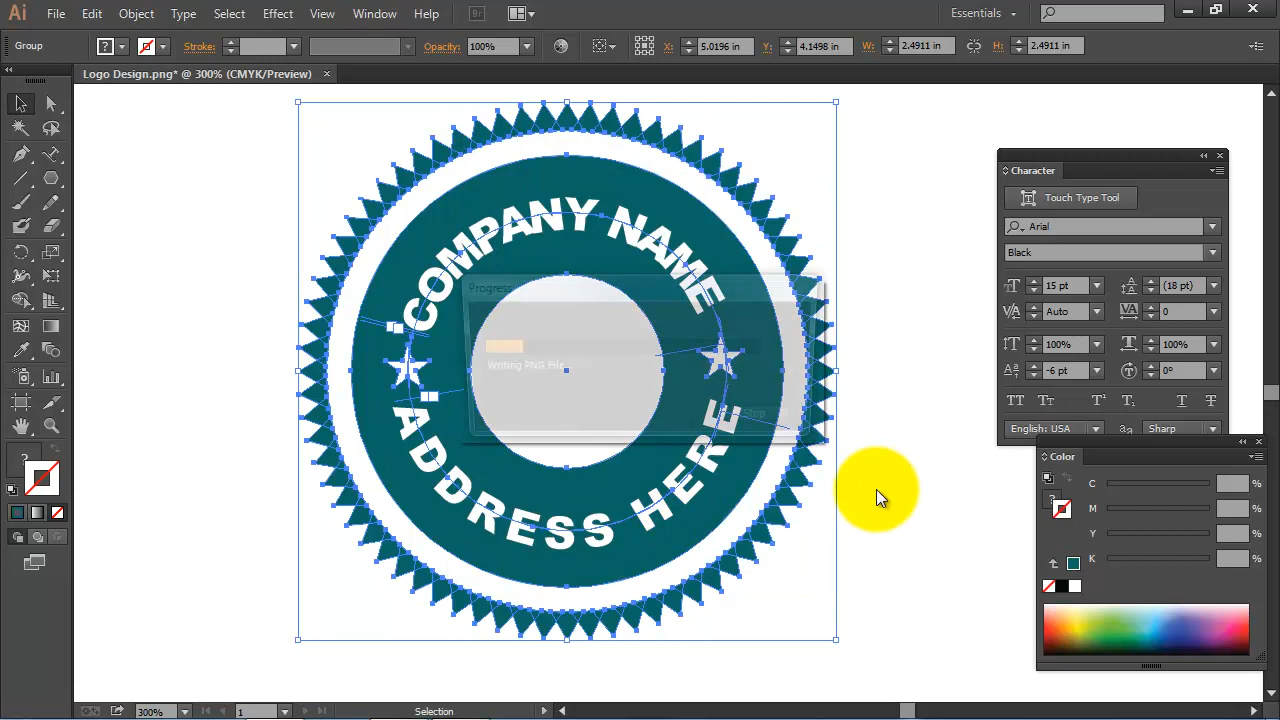 Ai File Edit Object Type Select Effect View Window Help Br Essentials
Group ? Stroke: Opacity: 100% X: 5.0196 in Y: 4.1498 in W: 2.4911 in H: 2.4911 in
Logo Design.png* @ 300% (CMYK/Preview)
COMPANY NAME
ADDRESS HERE
Progress
Writing PNG File
Stop
Character
Touch Type Tool
Arial
Black
15 pt (18 pt)
Auto 0
100% 100%
-6 pt 0°
English: USA Sharp
Color
C %
M %
Y %
K %
?
300% 1 Selection